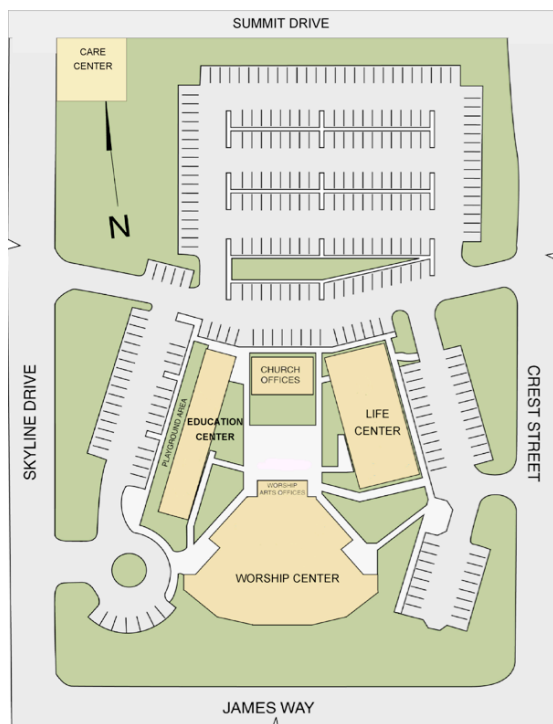 SUMMIT DRIVE
CARE
CENTER
N
SKYLINE DRIVE
CREST STREET
CHURCH
OFFICES
PLAYGROUND AREA
EDUCATION
CENTER
LIFE
CENTER
WORSHIP
ARTS OFFICES
WORSHIP CENTER
JAMES WAY